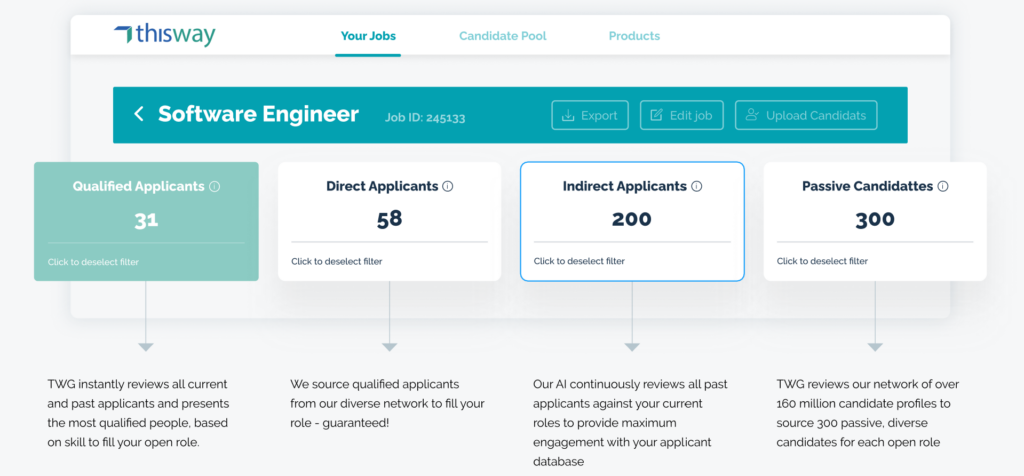 thisway
Your Jobs
Candidate Pool
Products
Software Engineer
Job ID: 245133
Export
Edit job
Upload Candidats
Qualified Applicants
31
Click to deselect filter
Direct Applicants
58
Click to deselect filter
Indirect Applicants
200
Click to deselect filter
Passive Candidattes
300
Click to deselect filter
TWG instantly reviews all current
and past applicants and presents
the most qualified people, based
on skill to fill your open role.
We source qualified applicants
from our diverse network to fill your
role - guaranteed!
Our AI continuously reviews all past
applicants against your current
roles to provide maximum
engagement with your applicant
database
TWG reviews our network of over
160 million candidate profiles to
source 300 passive, diverse
candidates for each open role